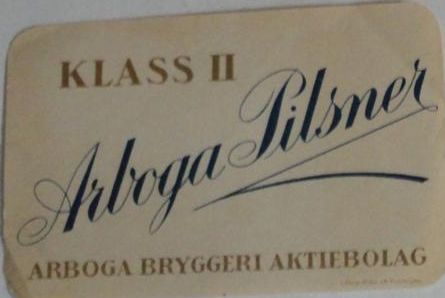 KLASS II
Arboga Pilsner
ARBOGA BRYGGERI AKTIEBOLAG